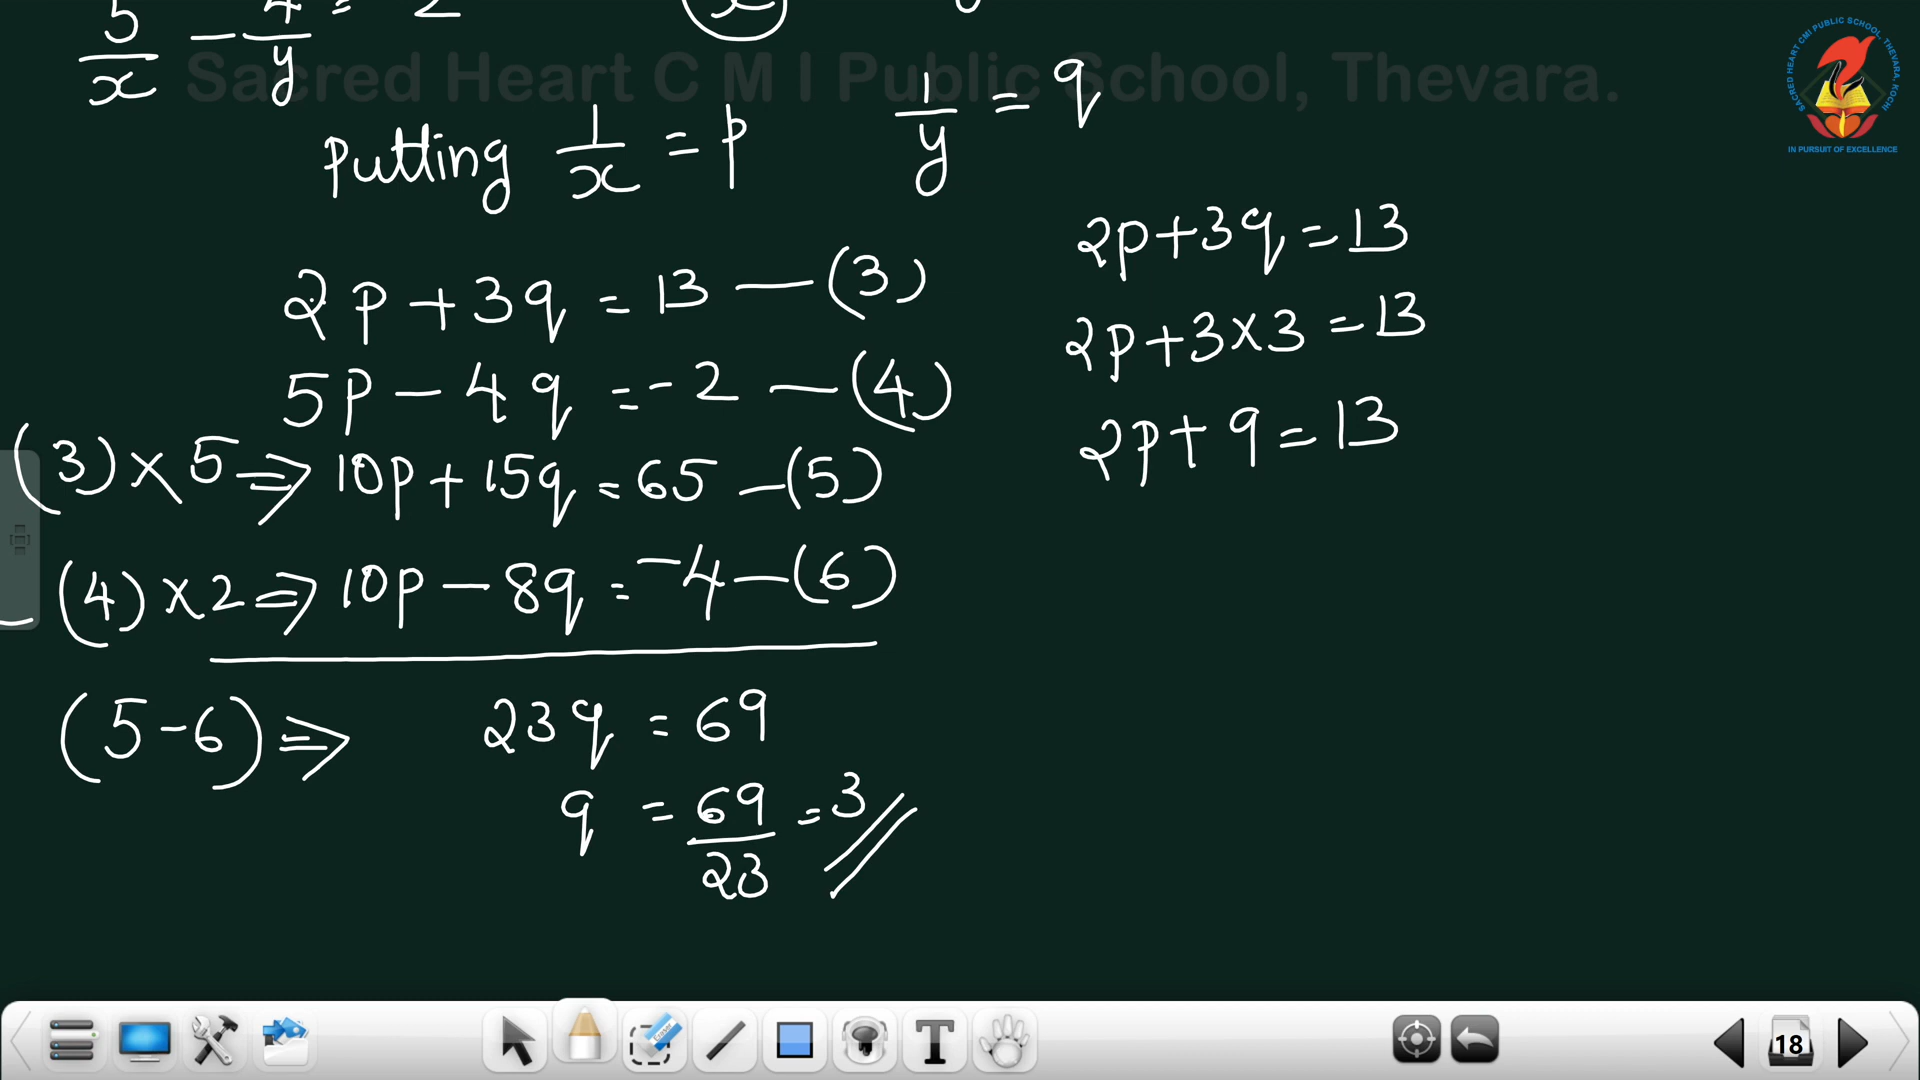 5/x - 4/y = -2
Sacred Heart C M I Public School, Thevara.
SACRED HEART CMI PUBLIC SCHOOL, THEVARA, KOCHI
IN PURSUIT OF EXCELLENCE
Putting 1/x = p 1/y = q
2p + 3q = 13 — (3)
5p - 4q = -2 — (4)
(3) × 5 ⇒ 10p + 15q = 65 — (5)
(4) × 2 ⇒ 10p - 8q = -4 — (6)
(5 - 6) ⇒ 23q = 69
q = 69/23 = 3
2p + 3q = 13
2p + 3 × 3 = 13
2p + 9 = 13
Eraser
T
18